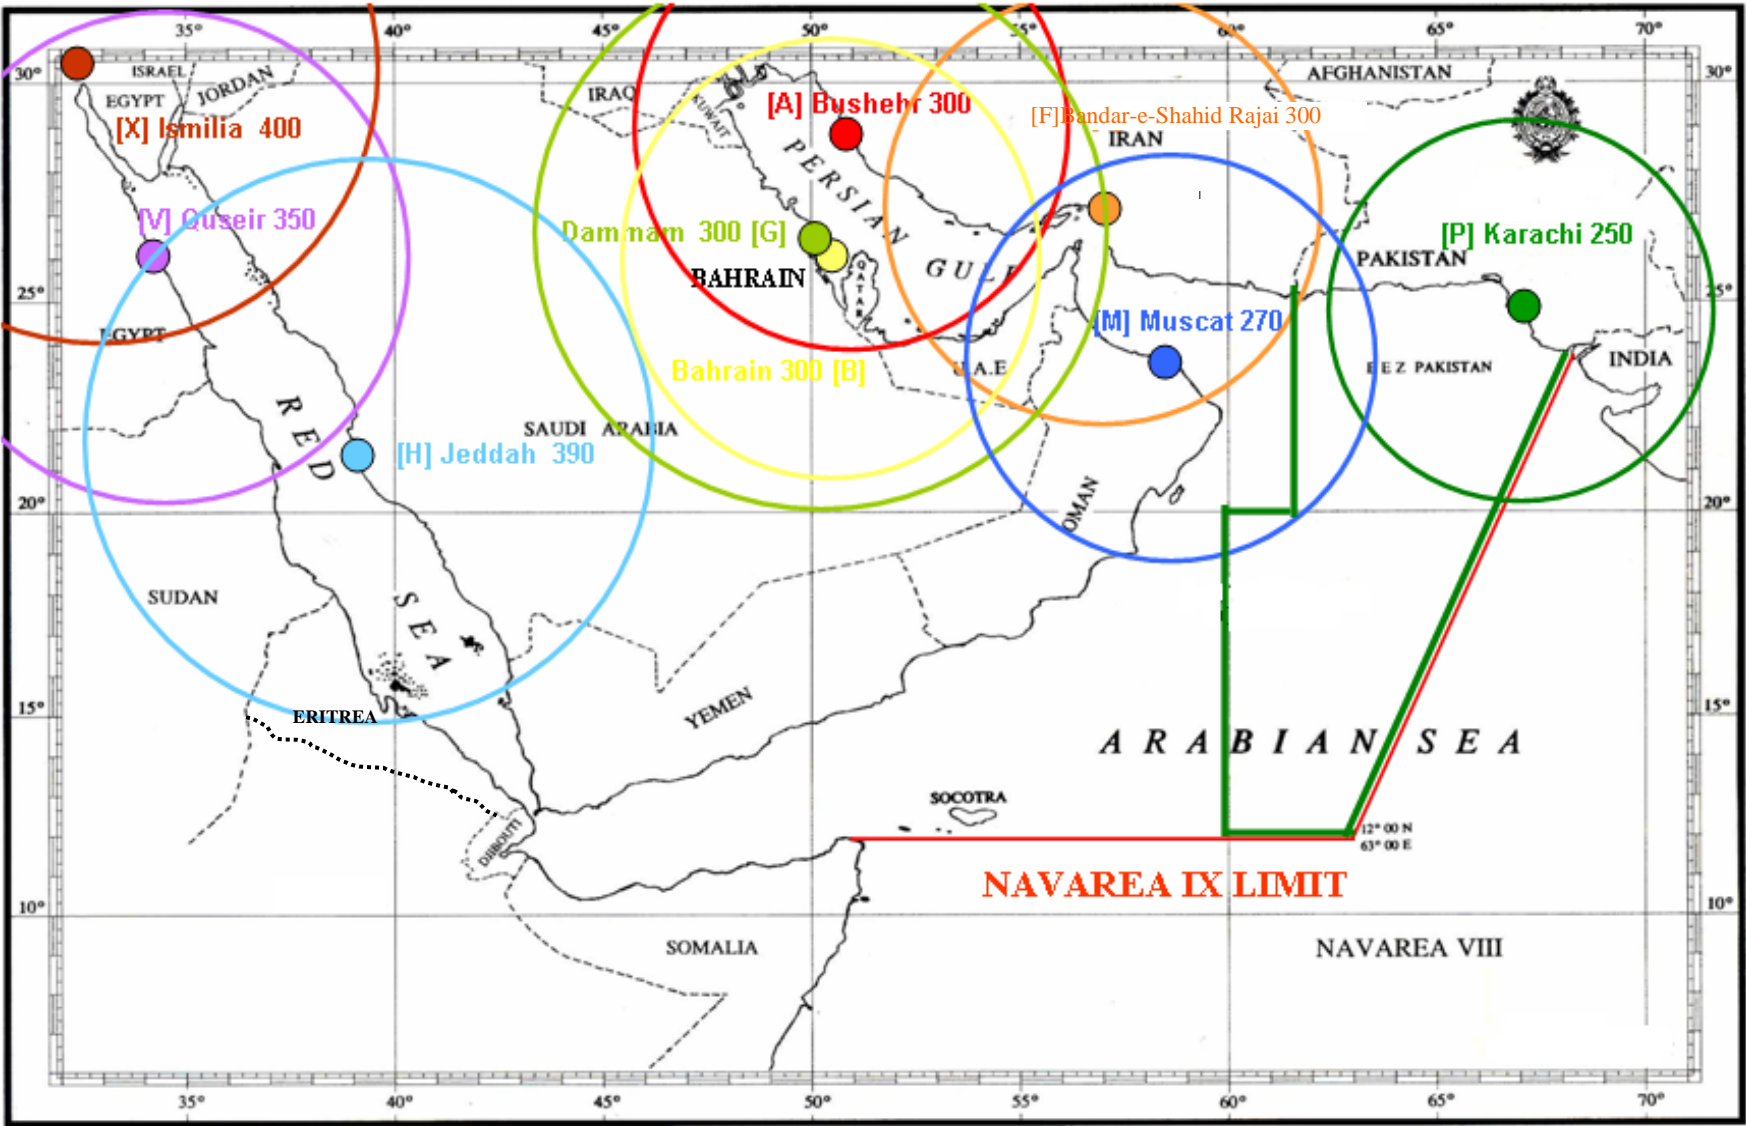 35°
40°
45°
50°
55°
60°
65°
70°
30°
ISRAEL
JORDAN
EGYPT
IRAQ
KUWAIT
[A] Bushehr 300
[F]Bandar-e-Shahid Rajai 300
IRAN
AFGHANISTAN
30°
[X] Ismilia 400
PERSIAN
GULF
[V] Quseir 350
Dammam 300 [G]
BAHRAIN
QATAR
[P] Karachi 250
PAKISTAN
25°
25°
EGYPT
[M] Muscat 270
U.A.E
Bahrain 300 [B]
EEZ PAKISTAN
INDIA
RED
SAUDI ARABIA
[H] Jeddah 390
OMAN
20°
20°
SUDAN
SEA
15°
ERITREA
YEMEN
ARABIAN SEA
15°
SOCOTRA
DJIBOUTI
12° 00 N
63° 00 E
NAVAREA IX LIMIT
10°
10°
SOMALIA
NAVAREA VIII
35°
40°
45°
50°
55°
60°
65°
70°